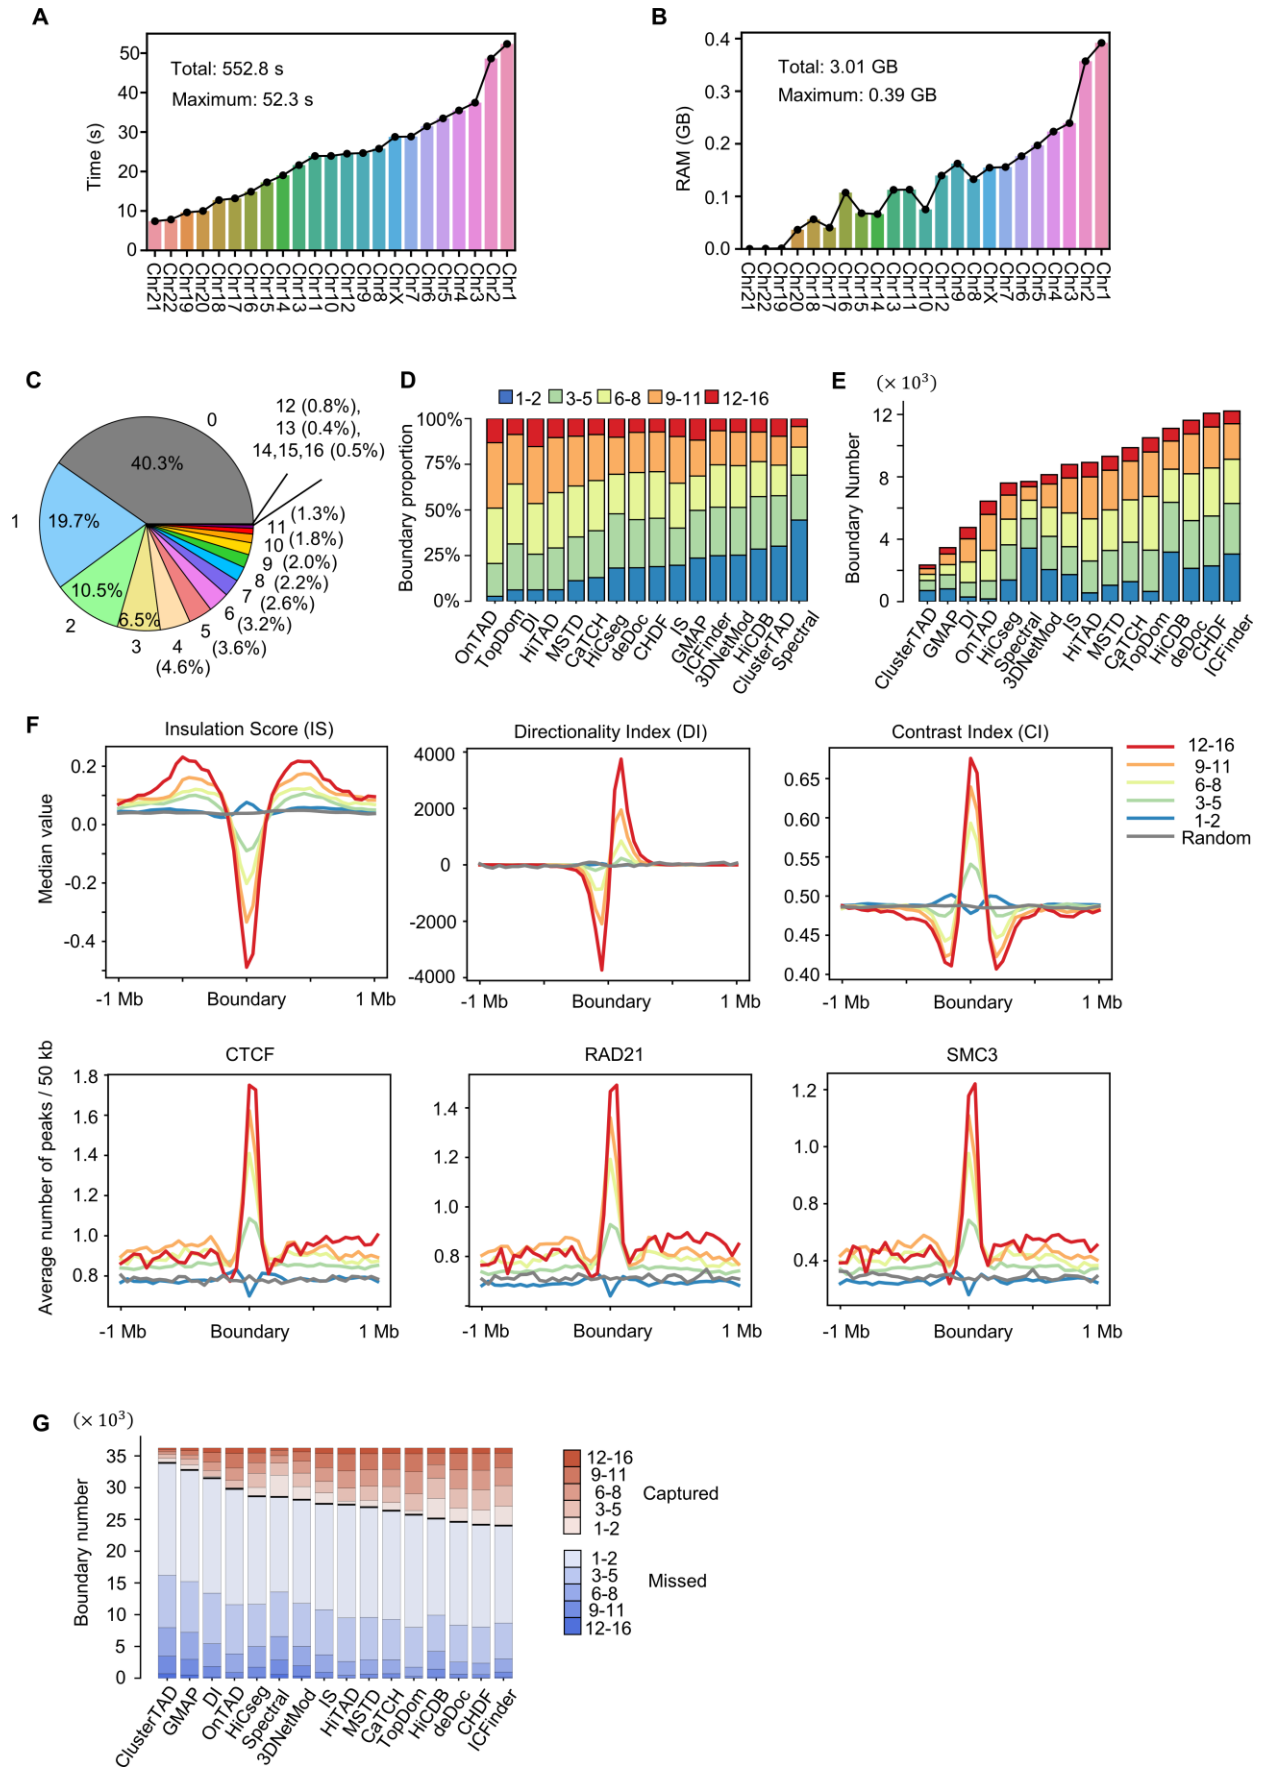 A
Total: 552.8 s
Maximum: 52.3 s
Time (s)
50
40
30
20
10
0
Chr21
Chr22
Chr19
Chr20
Chr18
Chr17
Chr16
Chr15
Chr14
Chr13
Chr11
Chr10
Chr12
Chr9
Chr8
ChrX
Chr7
Chr6
Chr5
Chr4
Chr3
Chr2
Chr1
B
Total: 3.01 GB
Maximum: 0.39 GB
RAM (GB)
0.4
0.3
0.2
0.1
0.0
Chr21
Chr22
Chr19
Chr20
Chr18
Chr17
Chr16
Chr15
Chr14
Chr13
Chr11
Chr10
Chr12
Chr9
Chr8
ChrX
Chr7
Chr6
Chr5
Chr4
Chr3
Chr2
Chr1
C
0
40.3%
1
19.7%
2
10.5%
3
6.5%
4
(4.6%)
5
(3.6%)
6
(3.2%)
7
(2.6%)
8
(2.2%)
9
(2.0%)
10
(1.8%)
11
(1.3%)
12 (0.8%),
13 (0.4%),
14,15,16 (0.5%)
D
1-2 3-5 6-8 9-11 12-16
Boundary proportion
100%
75%
50%
25%
0%
OnTAD
TopDom
DI
HiTAD
MSTD
CaTCH
HiCseg
deDoc
CHDF
IS
GMAP
ICFinder
3DNetMod
HiCDB
ClusterTAD
Spectral
E
(× 10³)
Boundary Number
12
8
4
0
ClusterTAD
GMAP
DI
OnTAD
HiCseg
Spectral
3DNetMod
IS
HiTAD
MSTD
CaTCH
TopDom
HiCDB
deDoc
CHDF
ICFinder
F
Insulation Score (IS)
Median value
0.2
0.0
-0.2
-0.4
-1 Mb Boundary 1 Mb
Directionality Index (DI)
4000
2000
0
-2000
-4000
-1 Mb Boundary 1 Mb
Contrast Index (CI)
0.65
0.60
0.55
0.50
0.45
0.40
-1 Mb Boundary 1 Mb
12-16
9-11
6-8
3-5
1-2
Random
CTCF
Average number of peaks / 50 kb
1.8
1.6
1.4
1.2
1.0
0.8
-1 Mb Boundary 1 Mb
RAD21
1.4
1.2
1.0
0.8
-1 Mb Boundary 1 Mb
SMC3
1.2
1.0
0.8
0.4
-1 Mb Boundary 1 Mb
G
(× 10³)
Boundary number
35
30
25
20
15
10
5
0
ClusterTAD
GMAP
DI
OnTAD
HiCseg
Spectral
3DNetMod
IS
HiTAD
MSTD
CaTCH
TopDom
HiCDB
deDoc
CHDF
ICFinder
12-16
9-11
6-8
3-5
1-2
Captured
1-2
3-5
6-8
9-11
12-16
Missed